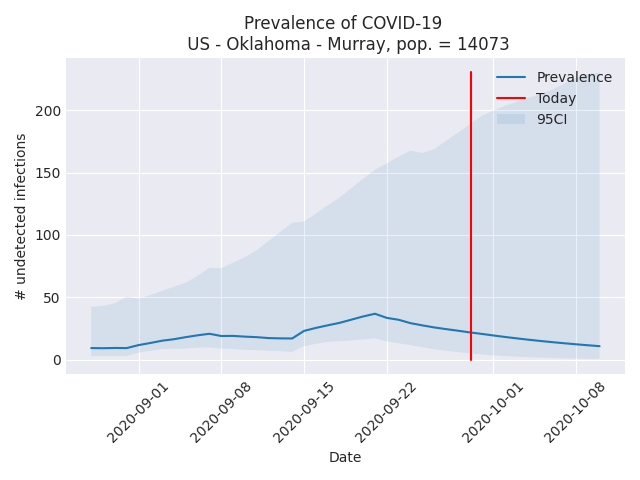 Prevalence of COVID-19
US - Oklahoma - Murray, pop. = 14073
Prevalence
Today
95CI
200
150
100
50
0
# undetected infections
2020-09-01
2020-09-08
2020-09-15
2020-09-22
2020-10-01
2020-10-08
Date